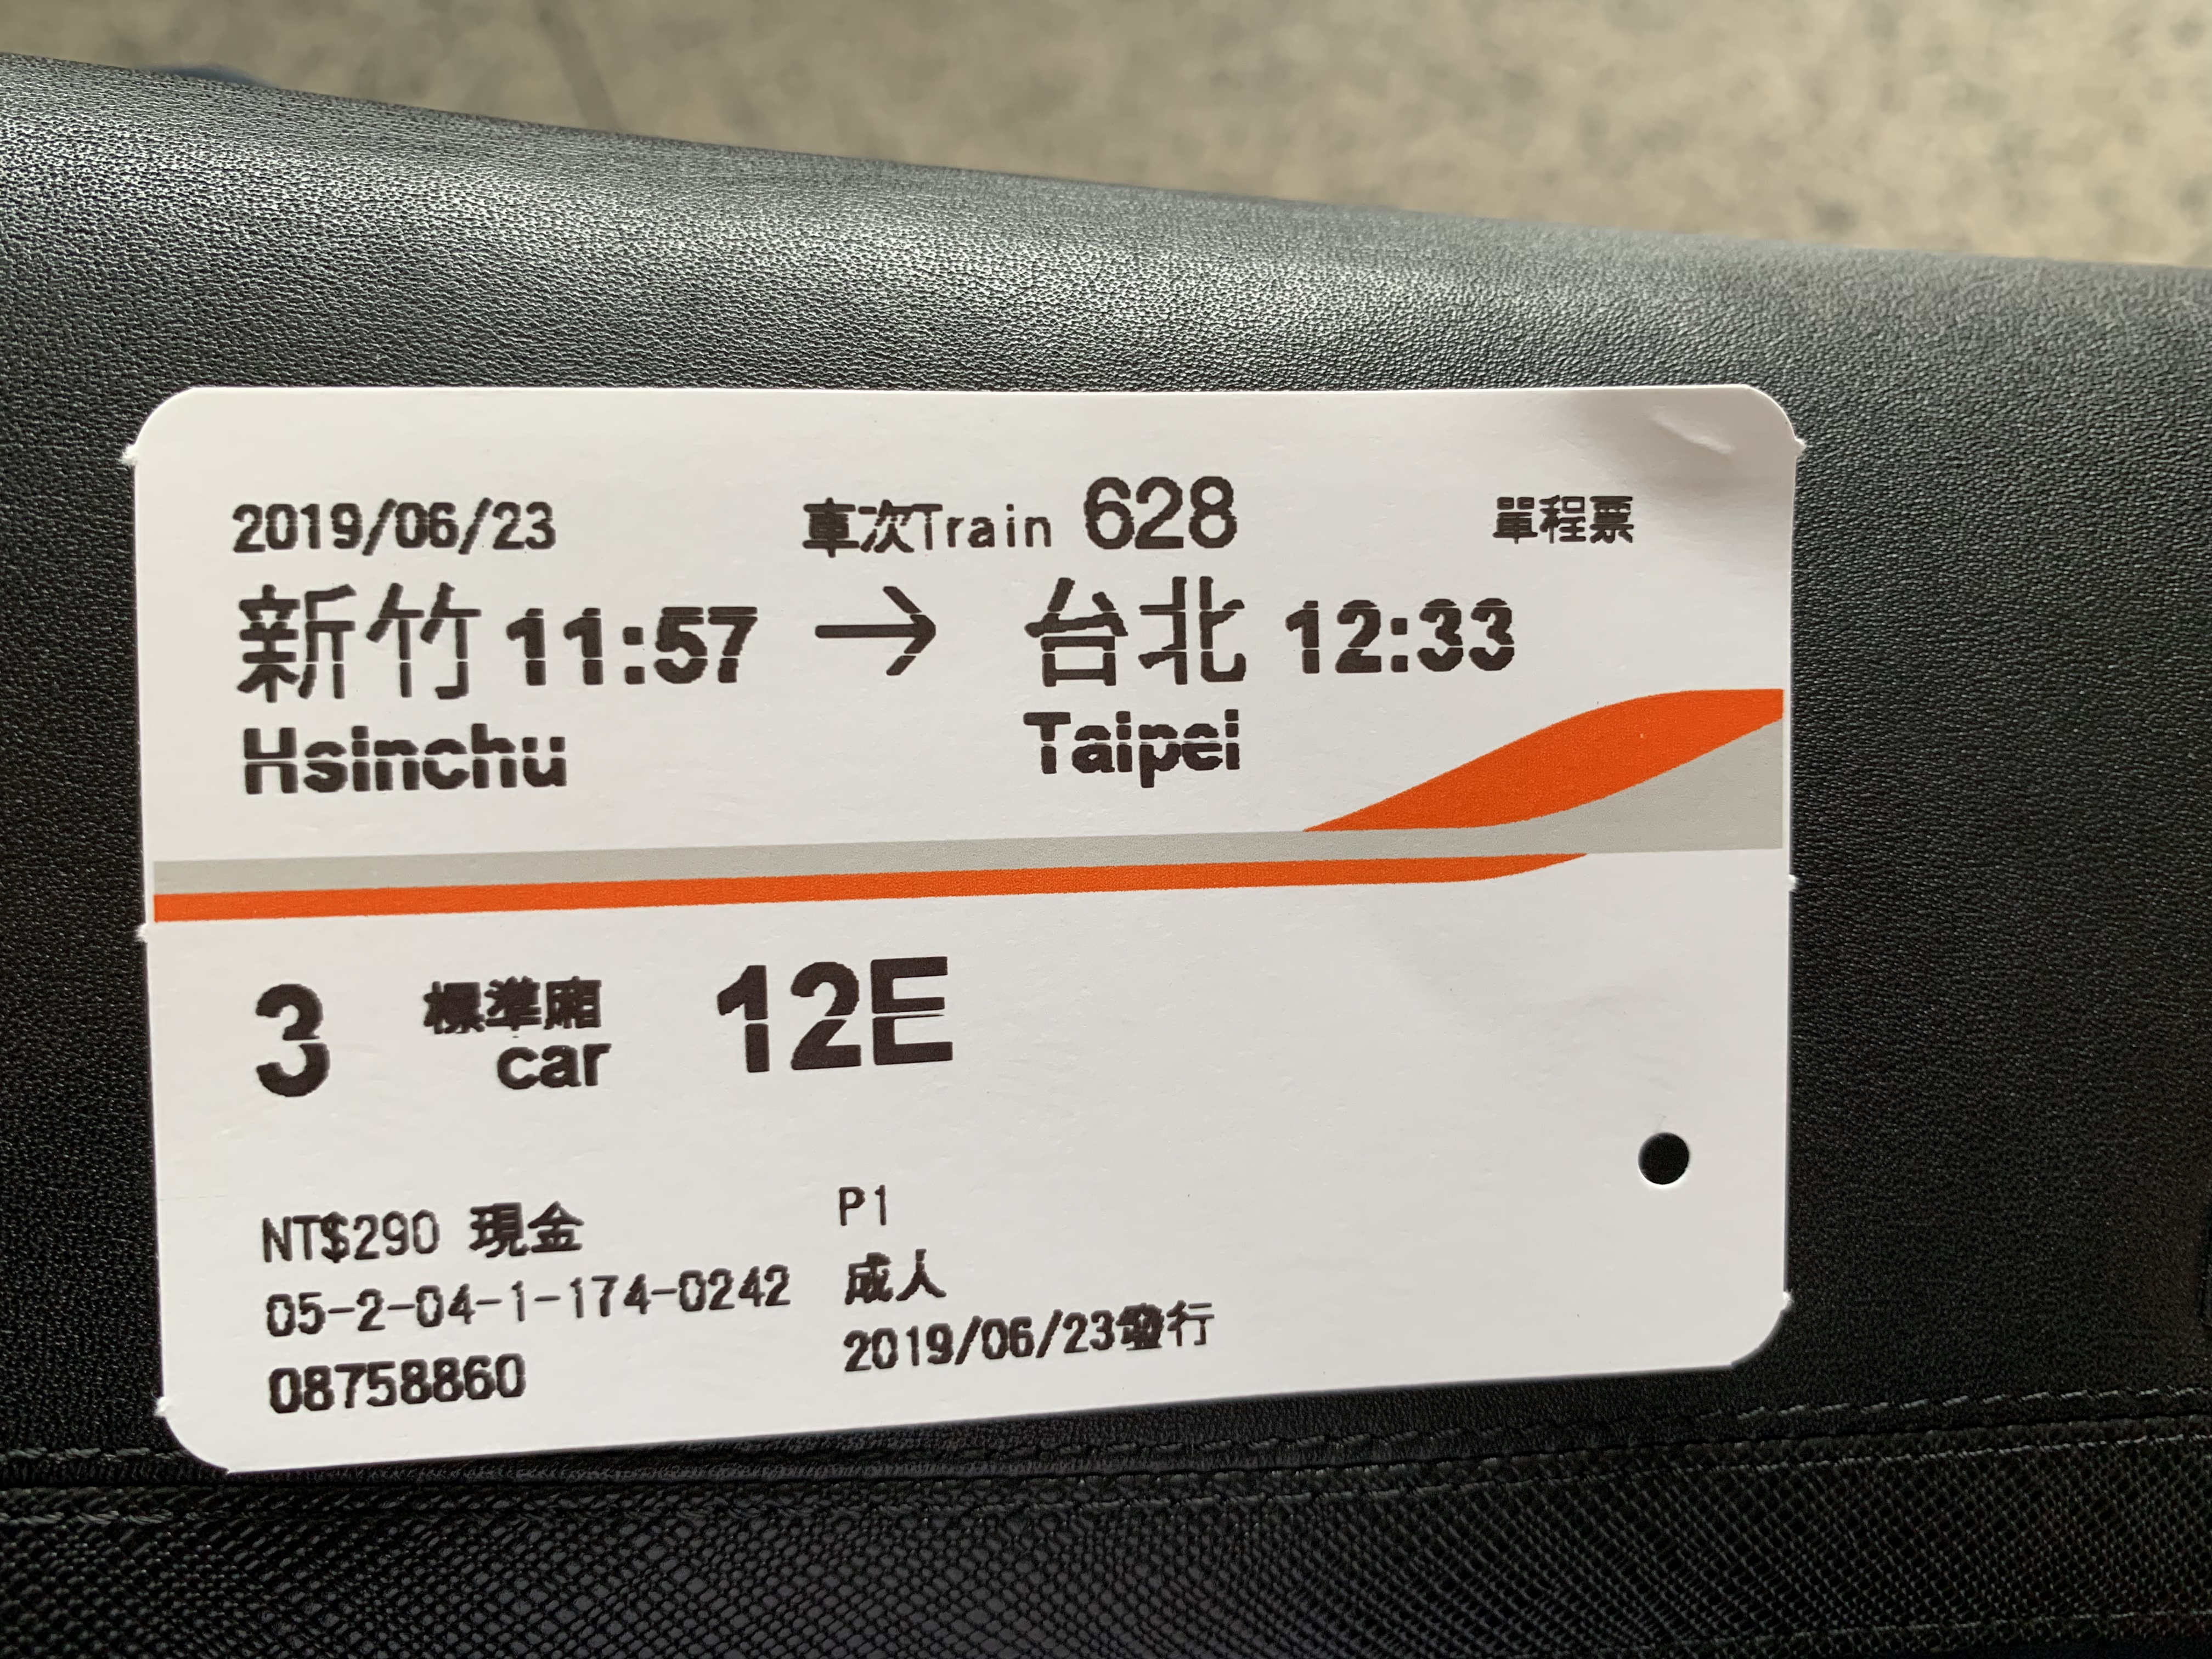 2019/06/23 車次Train 628 單程票
新竹 11:57 → 台北 12:33
Hsinchu Taipei
3 標準廂 car 12E
NT$290 現金 P1
05-2-04-1-174-0242 成人
08758860 2019/06/23發行